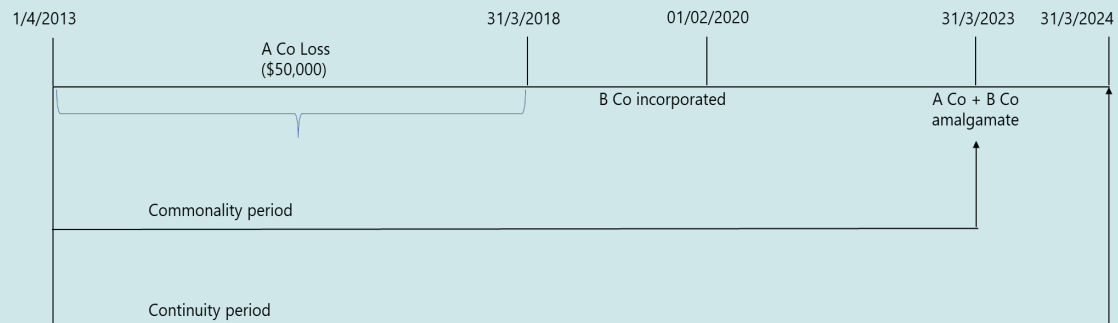 1/4/2013 31/3/2018 01/02/2020 31/3/2023 31/3/2024
A Co Loss
($50,000)
B Co incorporated
A Co + B Co
amalgamate
Commonality period
Continuity period